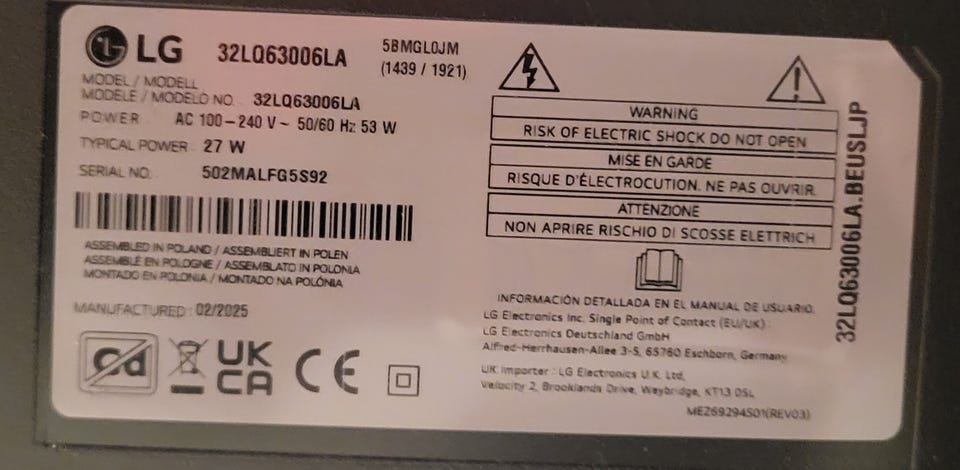 LG 32LQ63006LA 5BMGL0JM
(1439 / 1921)
MODEL / MODELL
MODELE / MODELO NO. 32LQ63006LA
POWER AC 100-240 V ~ 50/60 Hz 53 W
TYPICAL POWER 27 W
SERIAL NO. 502MALFG5S92
ASSEMBLED IN POLAND / ASSEMBLIERT IN POLEN
ASSEMBLÉ EN POLOGNE / ASSEMBLATO IN POLONIA
MONTADO EN POLONIA / MONTADO NA POLÓNIA
MANUFACTURED : 02/2025
Cd
UK
CA
CE
WARNING
RISK OF ELECTRIC SHOCK DO NOT OPEN
MISE EN GARDE
RISQUE D'ÉLECTROCUTION. NE PAS OUVRIR.
ATTENZIONE
NON APRIRE RISCHIO DI SCOSSE ELETTRICH
INFORMACIÓN DETALLADA EN EL MANUAL DE USUARIO.
LG Electronics Inc. Single Point of Contact (EU/UK) :
LG Electronics Deutschland GmbH
Alfred-Herrhausen-Allee 3-5, 65760 Eschborn, Germany
UK Importer : LG Electronics U.K. Ltd,
Velocity 2, Brooklands Drive, Weybridge, KT13 0SL
MEZ69294501(REV03)
32LQ63006LA.BEUSLJP